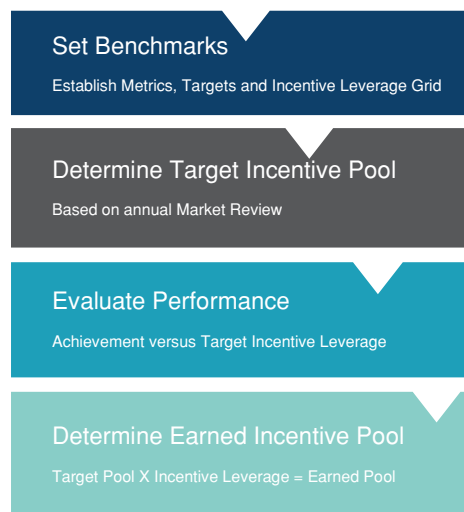 Set Benchmarks
Establish Metrics, Targets and Incentive Leverage Grid
Determine Target Incentive Pool
Based on annual Market Review
Evaluate Performance
Achievement versus Target Incentive Leverage
Determine Earned Incentive Pool
Target Pool X Incentive Leverage = Earned Pool